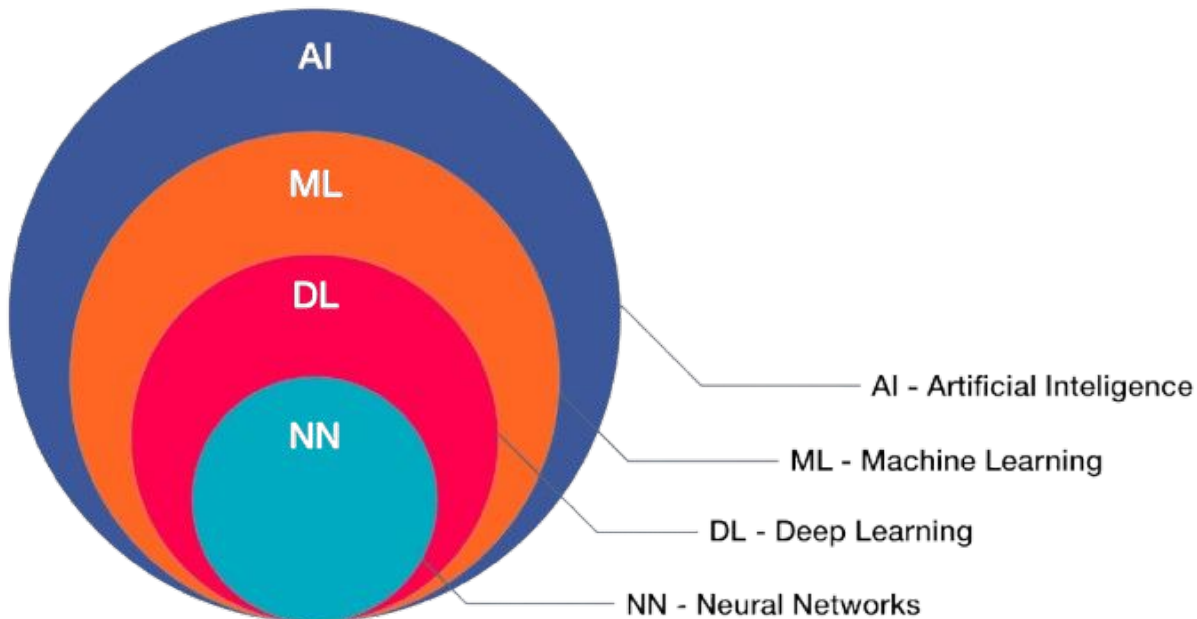 AI
ML
DL
NN
AI - Artificial Inteligence
ML - Machine Learning
DL - Deep Learning
NN - Neural Networks